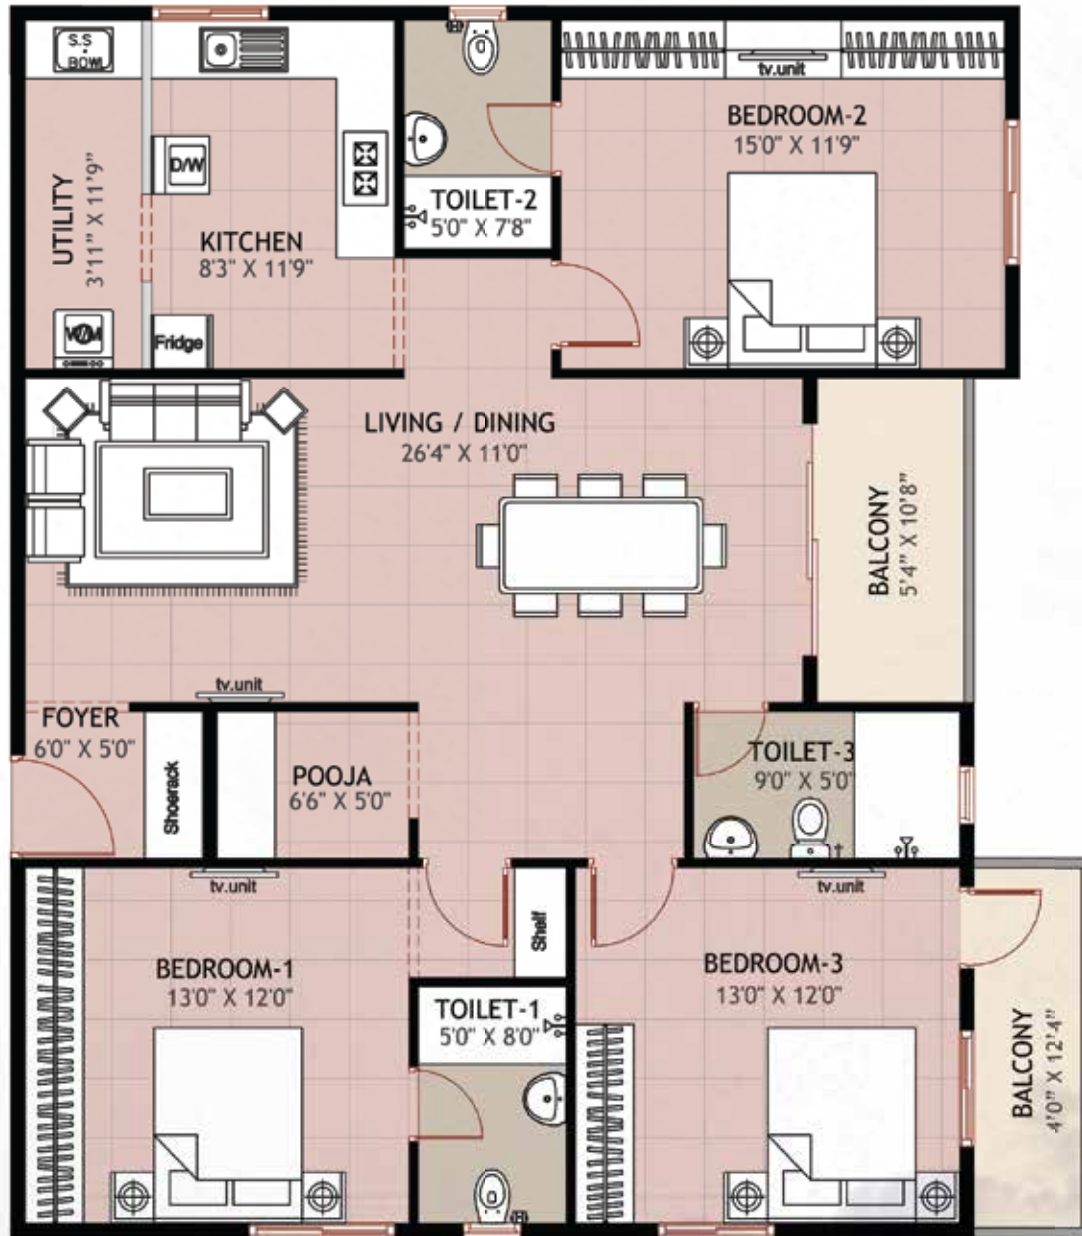 S.S
BOWL
tv.unit
BEDROOM-2
15'0" X 11'9"
D/W
UTILITY
3'11" X 11'9"
KITCHEN
8'3" X 11'9"
TOILET-2
5'0" X 7'8"
W/M
Fridge
LIVING / DINING
26'4" X 11'0"
BALCONY
5'4" X 10'8"
tv.unit
FOYER
6'0" X 5'0"
Shoerack
POOJA
6'6" X 5'0"
TOILET-3
9'0" X 5'0"
tv.unit
tv.unit
Shelf
BEDROOM-1
13'0" X 12'0"
BEDROOM-3
13'0" X 12'0"
TOILET-1
5'0" X 8'0"
BALCONY
4'0" X 12'4"